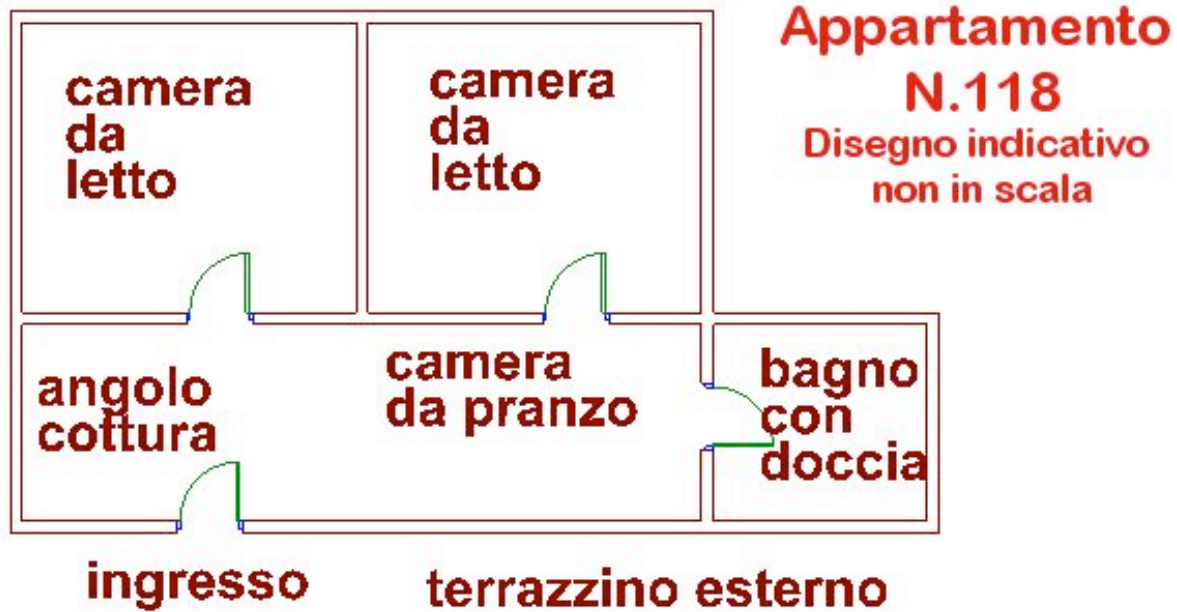 Appartamento
N.118
Disegno indicativo
non in scala
camera
da
letto
camera
da
letto
angolo
cottura
camera
da pranzo
bagno
con
doccia
ingresso
terrazzino esterno